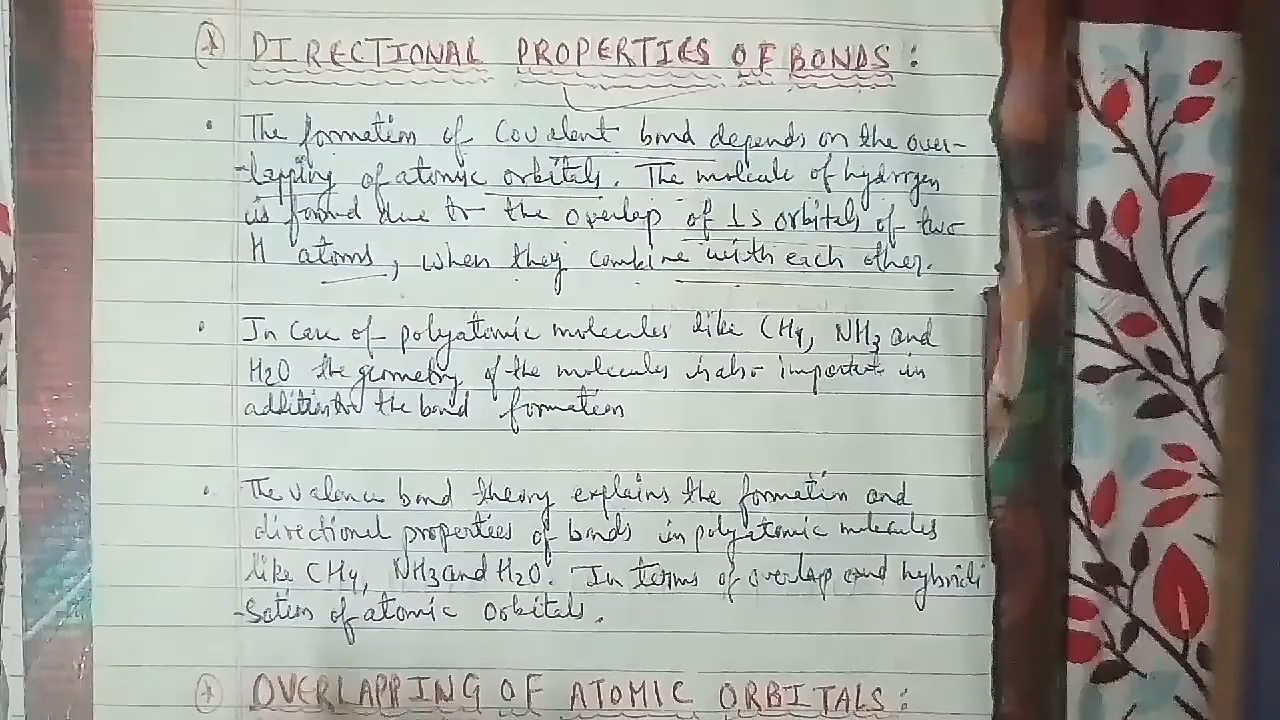 * DIRECTIONAL PROPERTIES OF BONDS:
• The formation of Covalent bond depends on the over-
-lapping of atomic orbitals. The molecule of hydrogen
is formed due to the overlap of 1s orbitals of two
H atoms, when they combine with each other.
• In case of polyatomic molecules like CH4, NH3 and
H2O the geometry of the molecules is also important in
addition to the bond formation
• The valence bond theory explains the formation and
directional properties of bonds in polyatomic molecules
like CH4, NH3 and H2O. In terms of overlap and hybridi
-sation of atomic orbitals.
* OVERLAPPING OF ATOMIC ORBITALS: